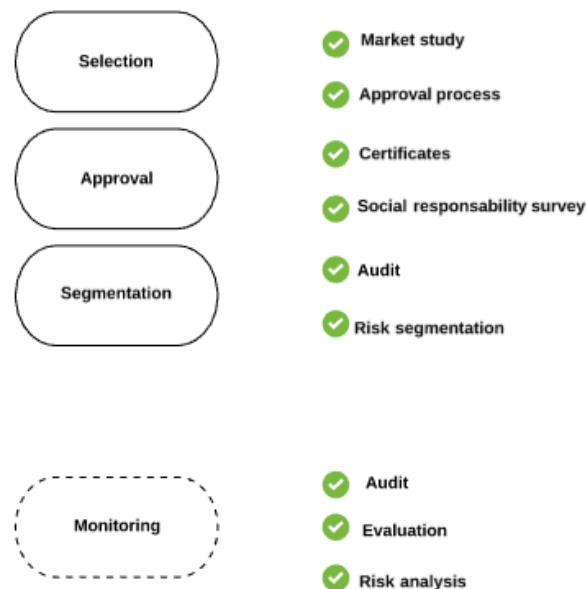 Selection
Market study
Approval process
Approval
Certificates
Social responsability survey
Segmentation
Audit
Risk segmentation
Monitoring
Audit
Evaluation
Risk analysis